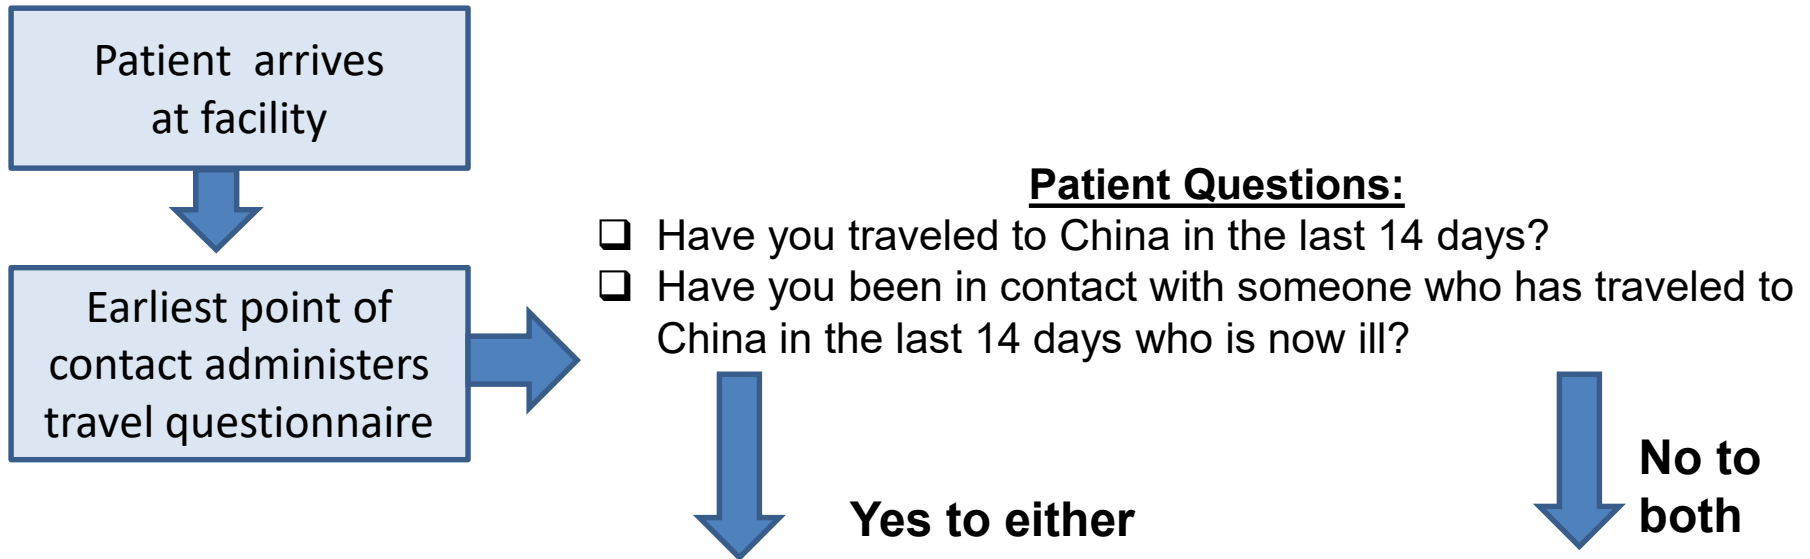 Patient arrives
at facility
Earliest point of
contact administers
travel questionnaire
Patient Questions:
❑ Have you traveled to China in the last 14 days?
❑ Have you been in contact with someone who has traveled to
China in the last 14 days who is now ill?
Yes to either
No to
both